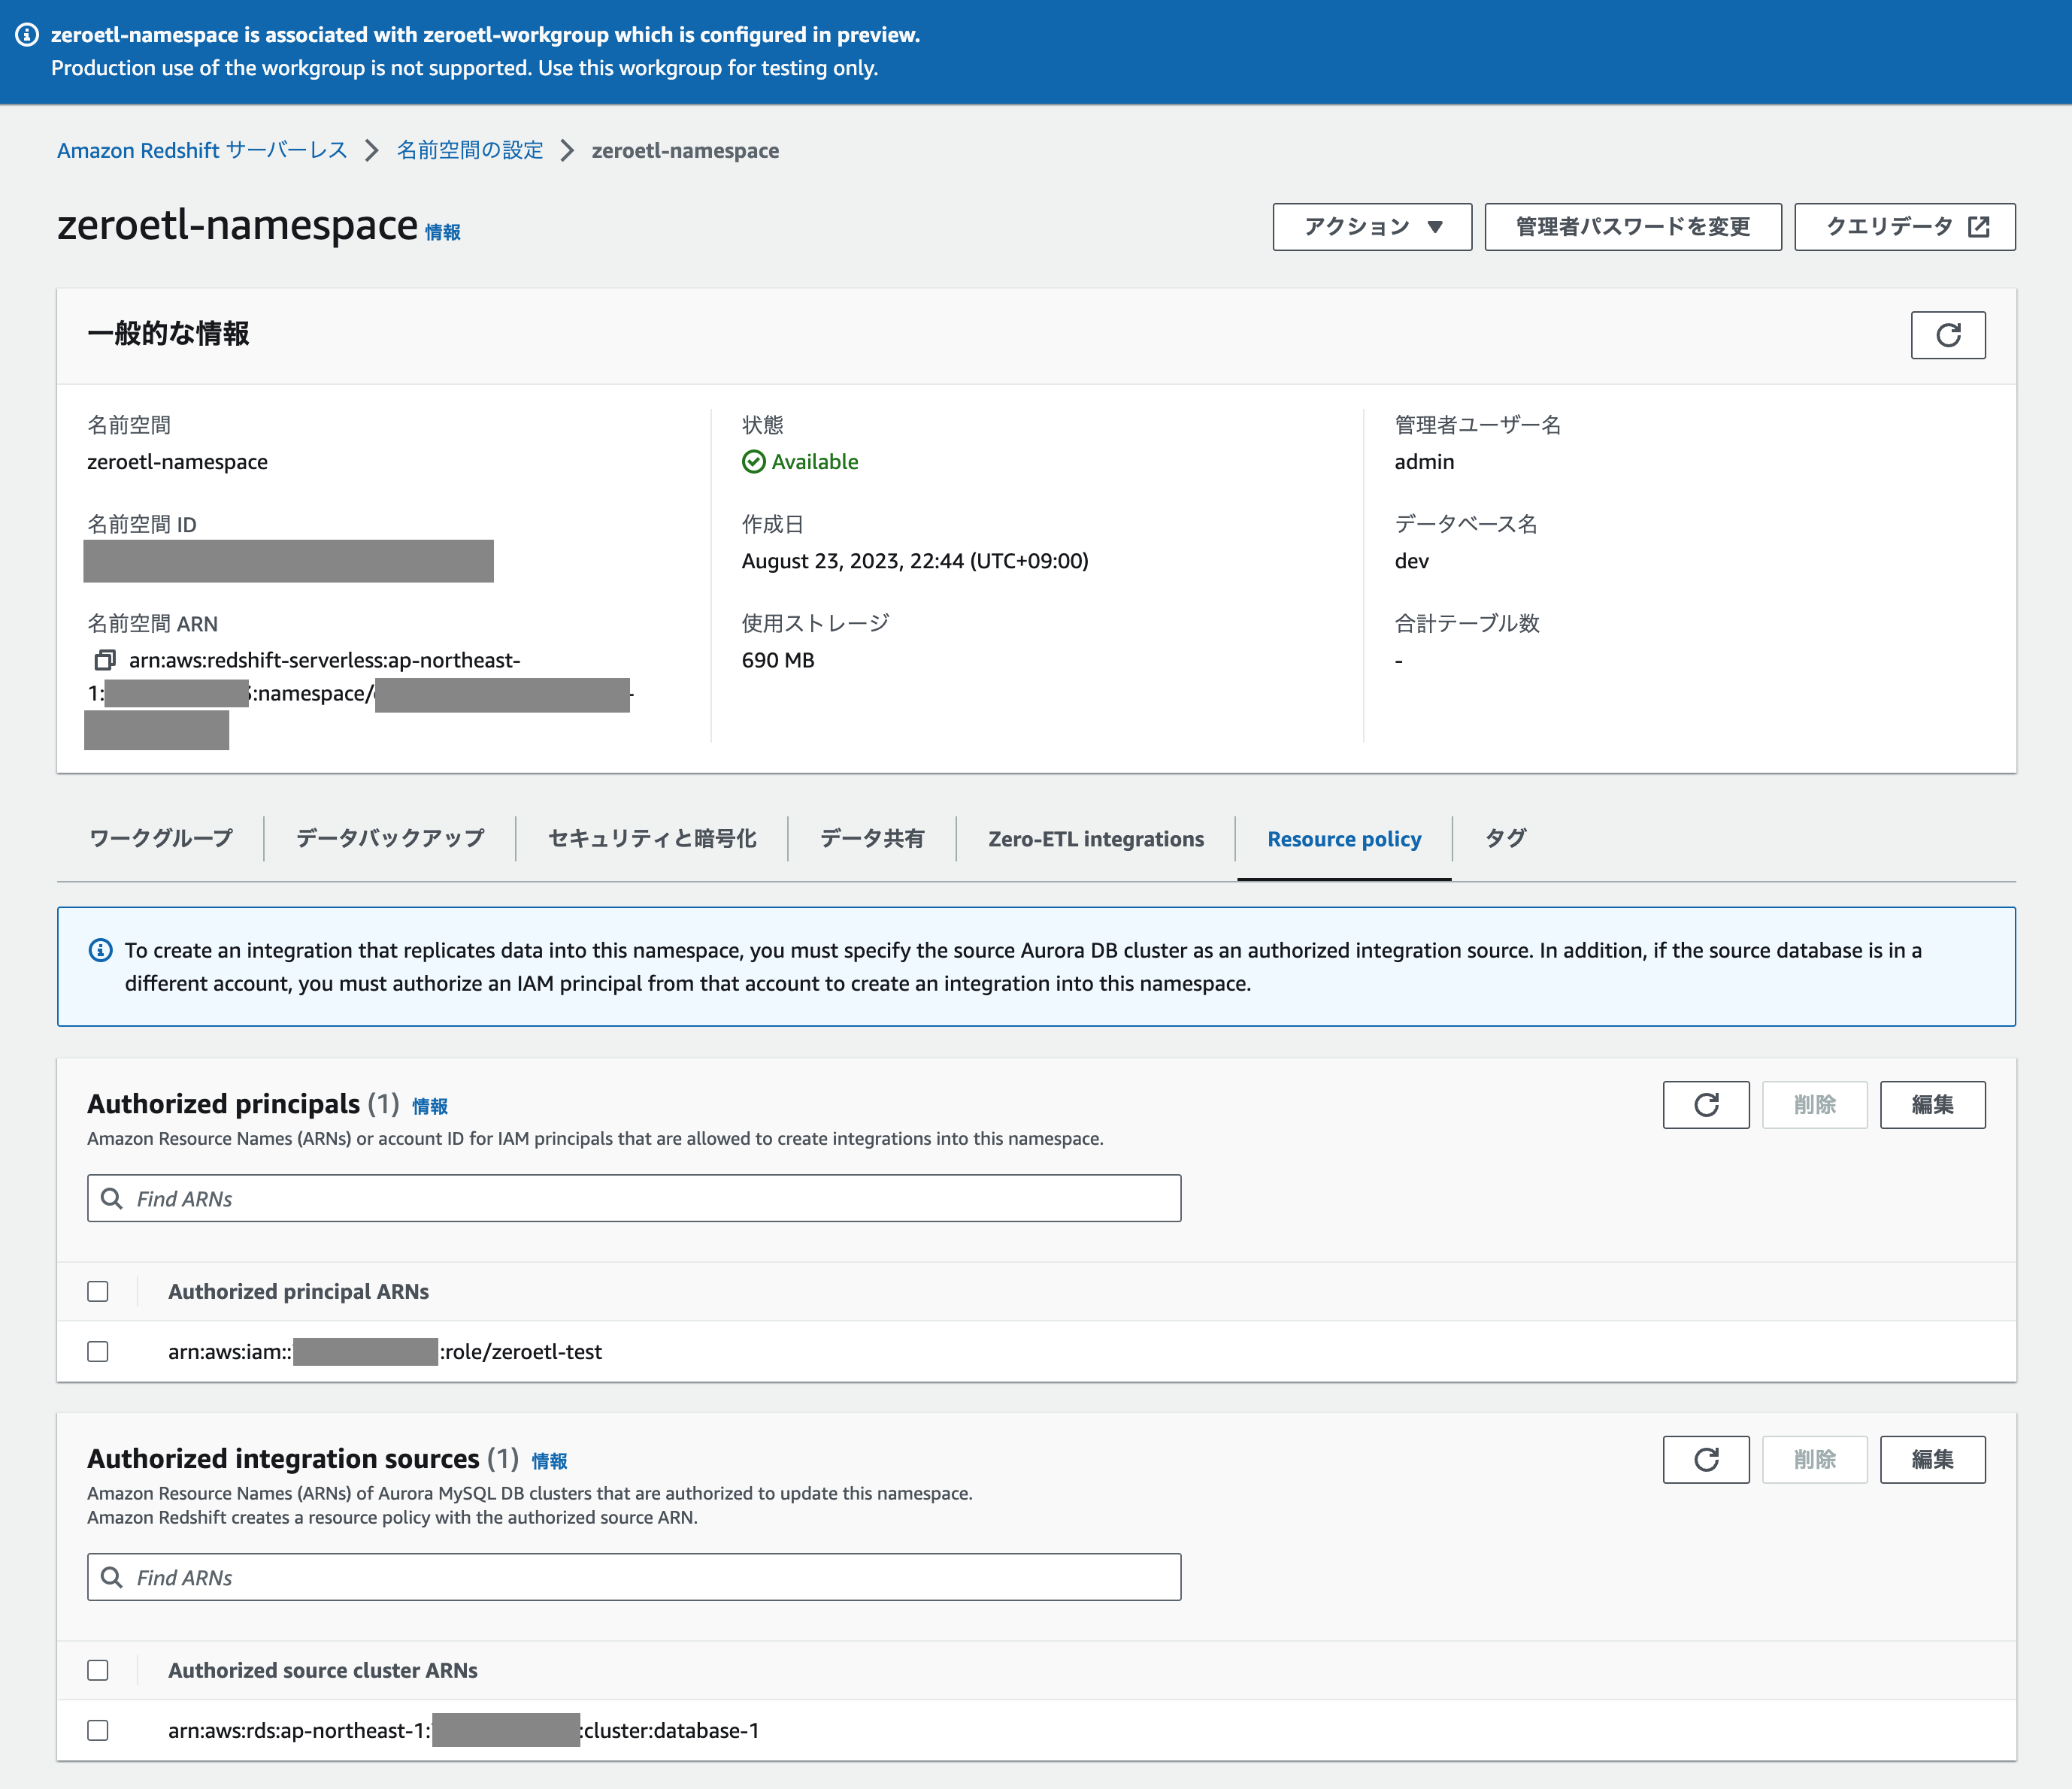 zeroetl-namespace is associated with zeroetl-workgroup which is configured in preview.
Production use of the workgroup is not supported. Use this workgroup for testing only.
Amazon Redshift サーバーレス > 名前空間の設定 > zeroetl-namespace
zeroetl-namespace 情報
アクション 管理者パスワードを変更 クエリデータ
一般的な情報
名前空間
zeroetl-namespace
名前空間 ID
名前空間 ARN
arn:aws:redshift-serverless:ap-northeast-
1: :namespace/ -
状態
Available
作成日
August 23, 2023, 22:44 (UTC+09:00)
使用ストレージ
690 MB
管理者ユーザー名
admin
データベース名
dev
合計テーブル数
-
ワークグループ データバックアップ セキュリティと暗号化 データ共有 Zero-ETL integrations Resource policy タグ
To create an integration that replicates data into this namespace, you must specify the source Aurora DB cluster as an authorized integration source. In addition, if the source database is in a
different account, you must authorize an IAM principal from that account to create an integration into this namespace.
Authorized principals (1) 情報
削除 編集
Amazon Resource Names (ARNs) or account ID for IAM principals that are allowed to create integrations into this namespace.
Find ARNs
Authorized principal ARNs
arn:aws:iam:: :role/zeroetl-test
Authorized integration sources (1) 情報
削除 編集
Amazon Resource Names (ARNs) of Aurora MySQL DB clusters that are authorized to update this namespace.
Amazon Redshift creates a resource policy with the authorized source ARN.
Find ARNs
Authorized source cluster ARNs
arn:aws:rds:ap-northeast-1: :cluster:database-1